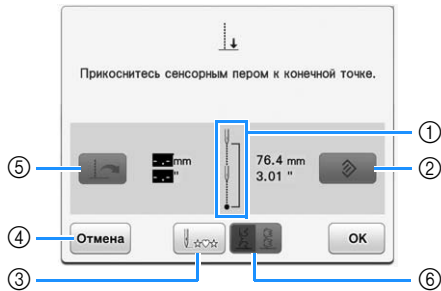 Прикоснитесь сенсорным пером к конечной точке.
①
-.- mm 76.4 mm
⑤ -.- " 3.01 " ②
④ Отмена OK
③ ⑥